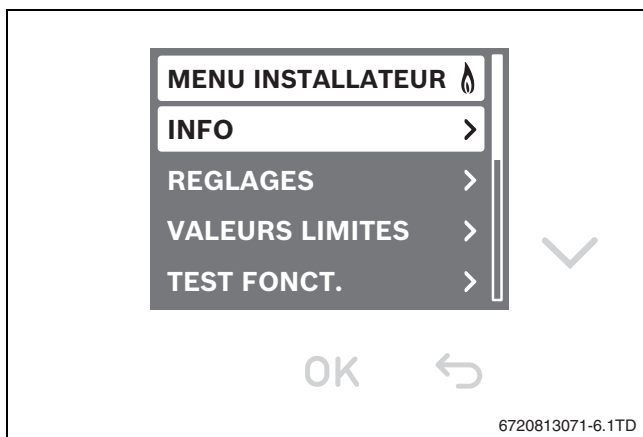 MENU INSTALLATEUR
INFO
REGLAGES
VALEURS LIMITES
TEST FONCT.
OK
6720813071-6.1TD